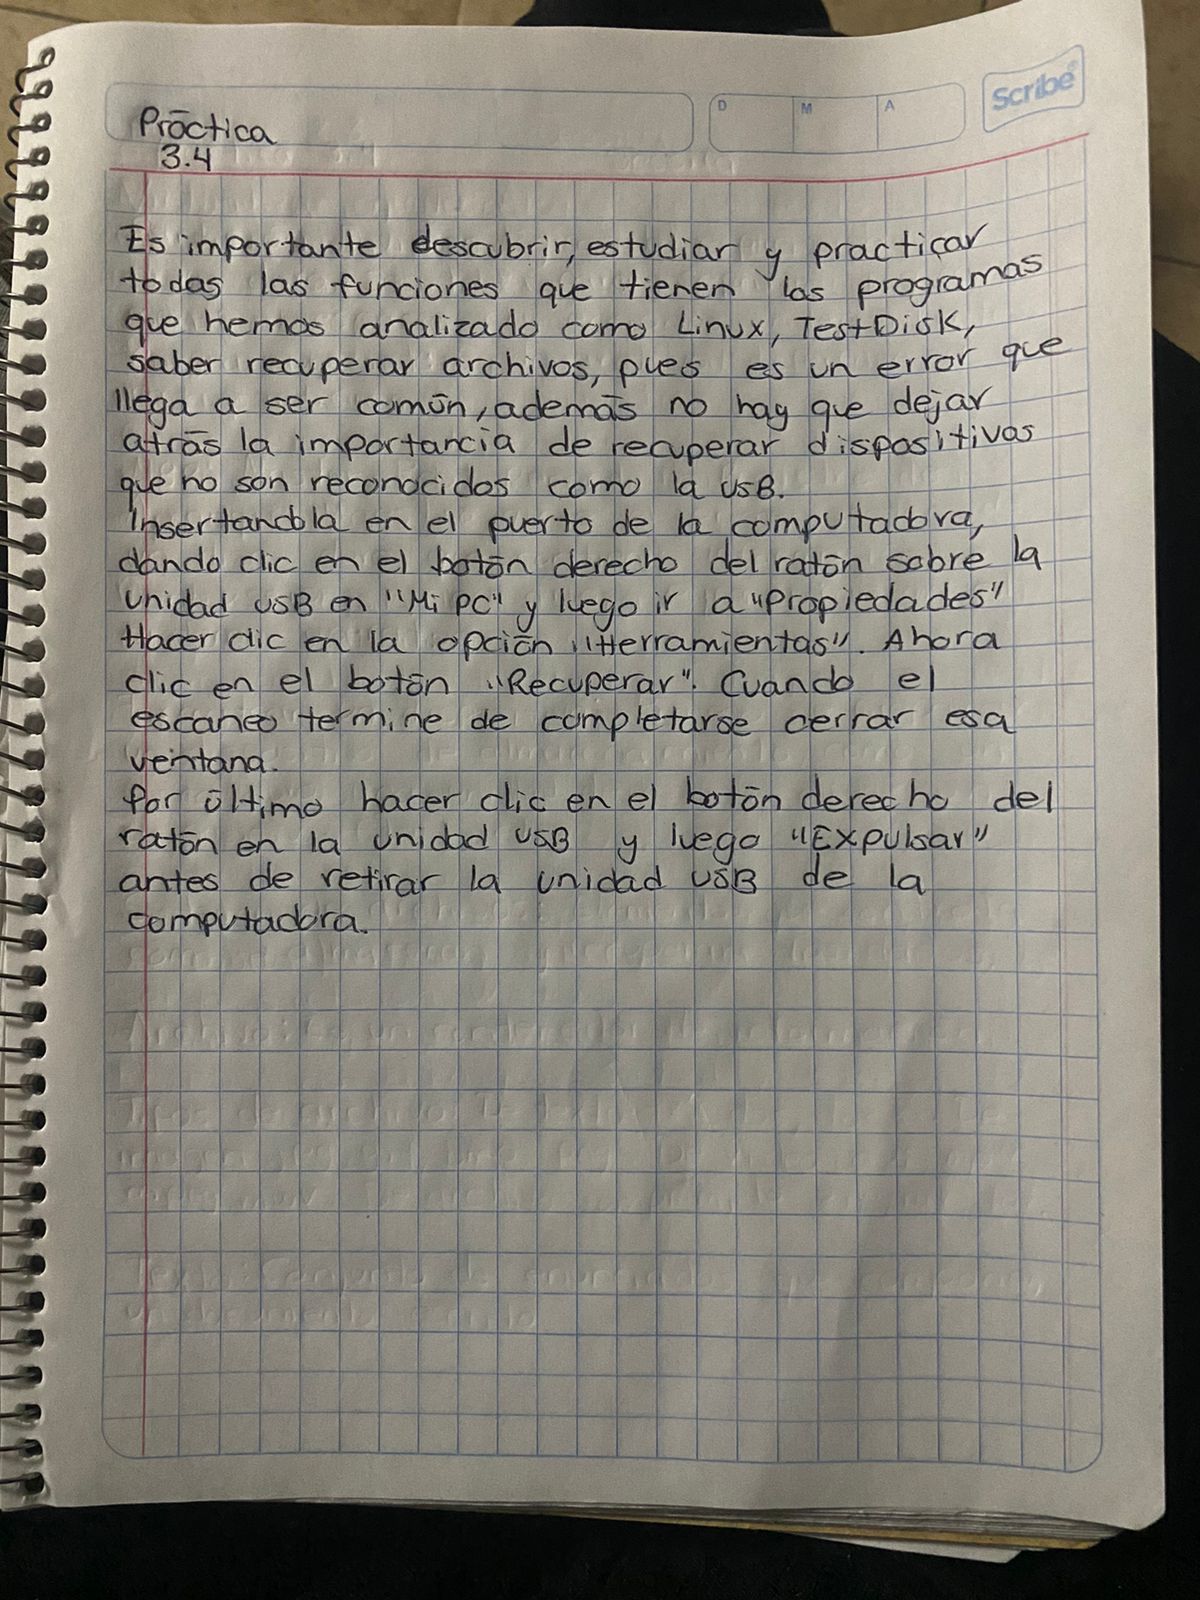 Scribe
D M A
Práctica
3.4
Es importante descubrir, estudiar y practicar
todas las funciones que tienen los programas
que hemos analizado como Linux, TestDisk,
saber recuperar archivos, pues es un error que
llega a ser común, además no hay que dejar
atrás la importancia de recuperar dispositivos
que no son reconocidos como la USB.
Insertandola en el puerto de la computadora,
dando clic en el botón derecho del ratón sobre la
unidad USB en "Mi PC" y luego ir a "Propiedades"
Hacer clic en la opción "Herramientas". Ahora
clic en el botón "Recuperar". Cuando el
escaneo termine de completarse cerrar esa
ventana.
Por último hacer clic en el botón derecho del
ratón en la unidad USB y luego "Expulsar"
antes de retirar la unidad USB de la
computadora.